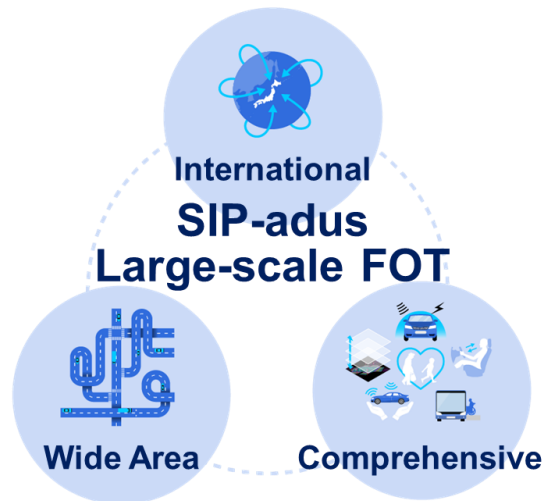 International
SIP-adus
Large-scale FOT
Wide Area
Comprehensive